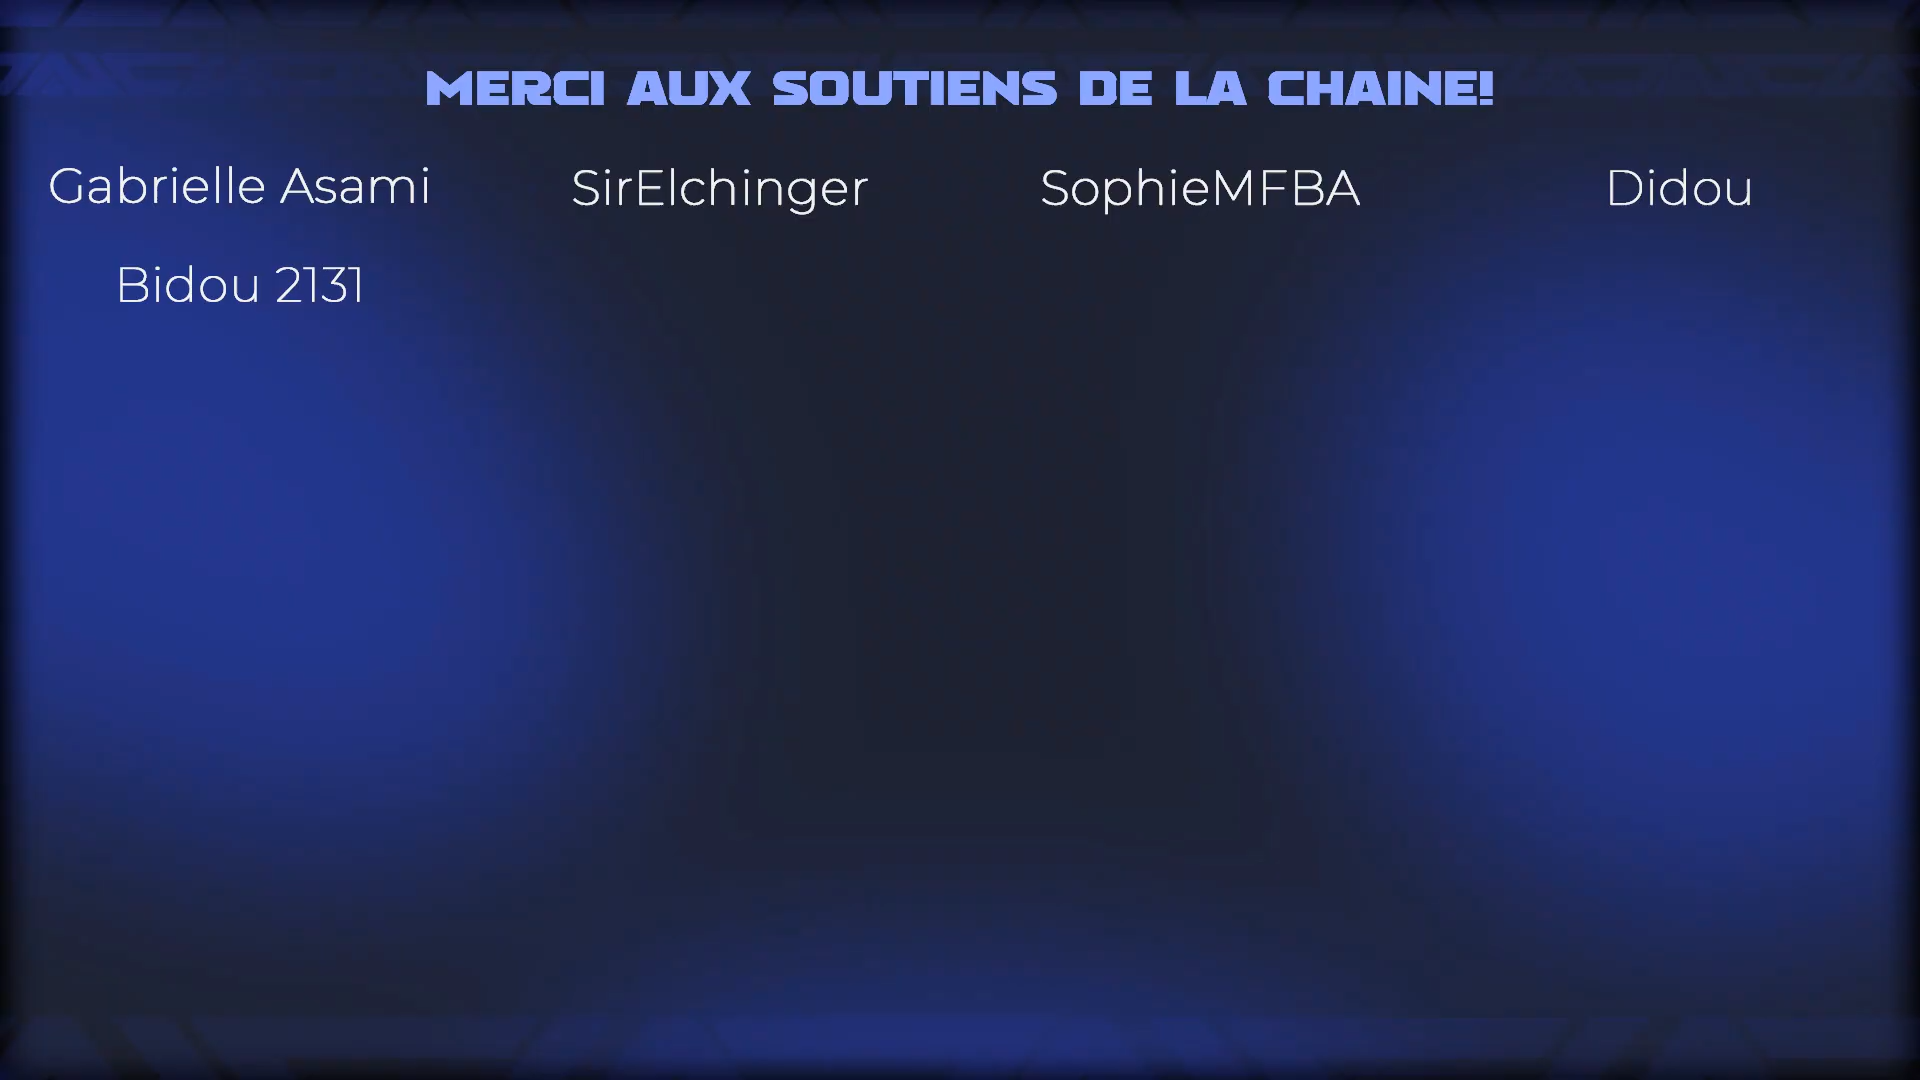 MERCI AUX SOUTIENS DE LA CHAINE!
Gabrielle Asami SirElchinger SophieMFBA Didou
Bidou 2131